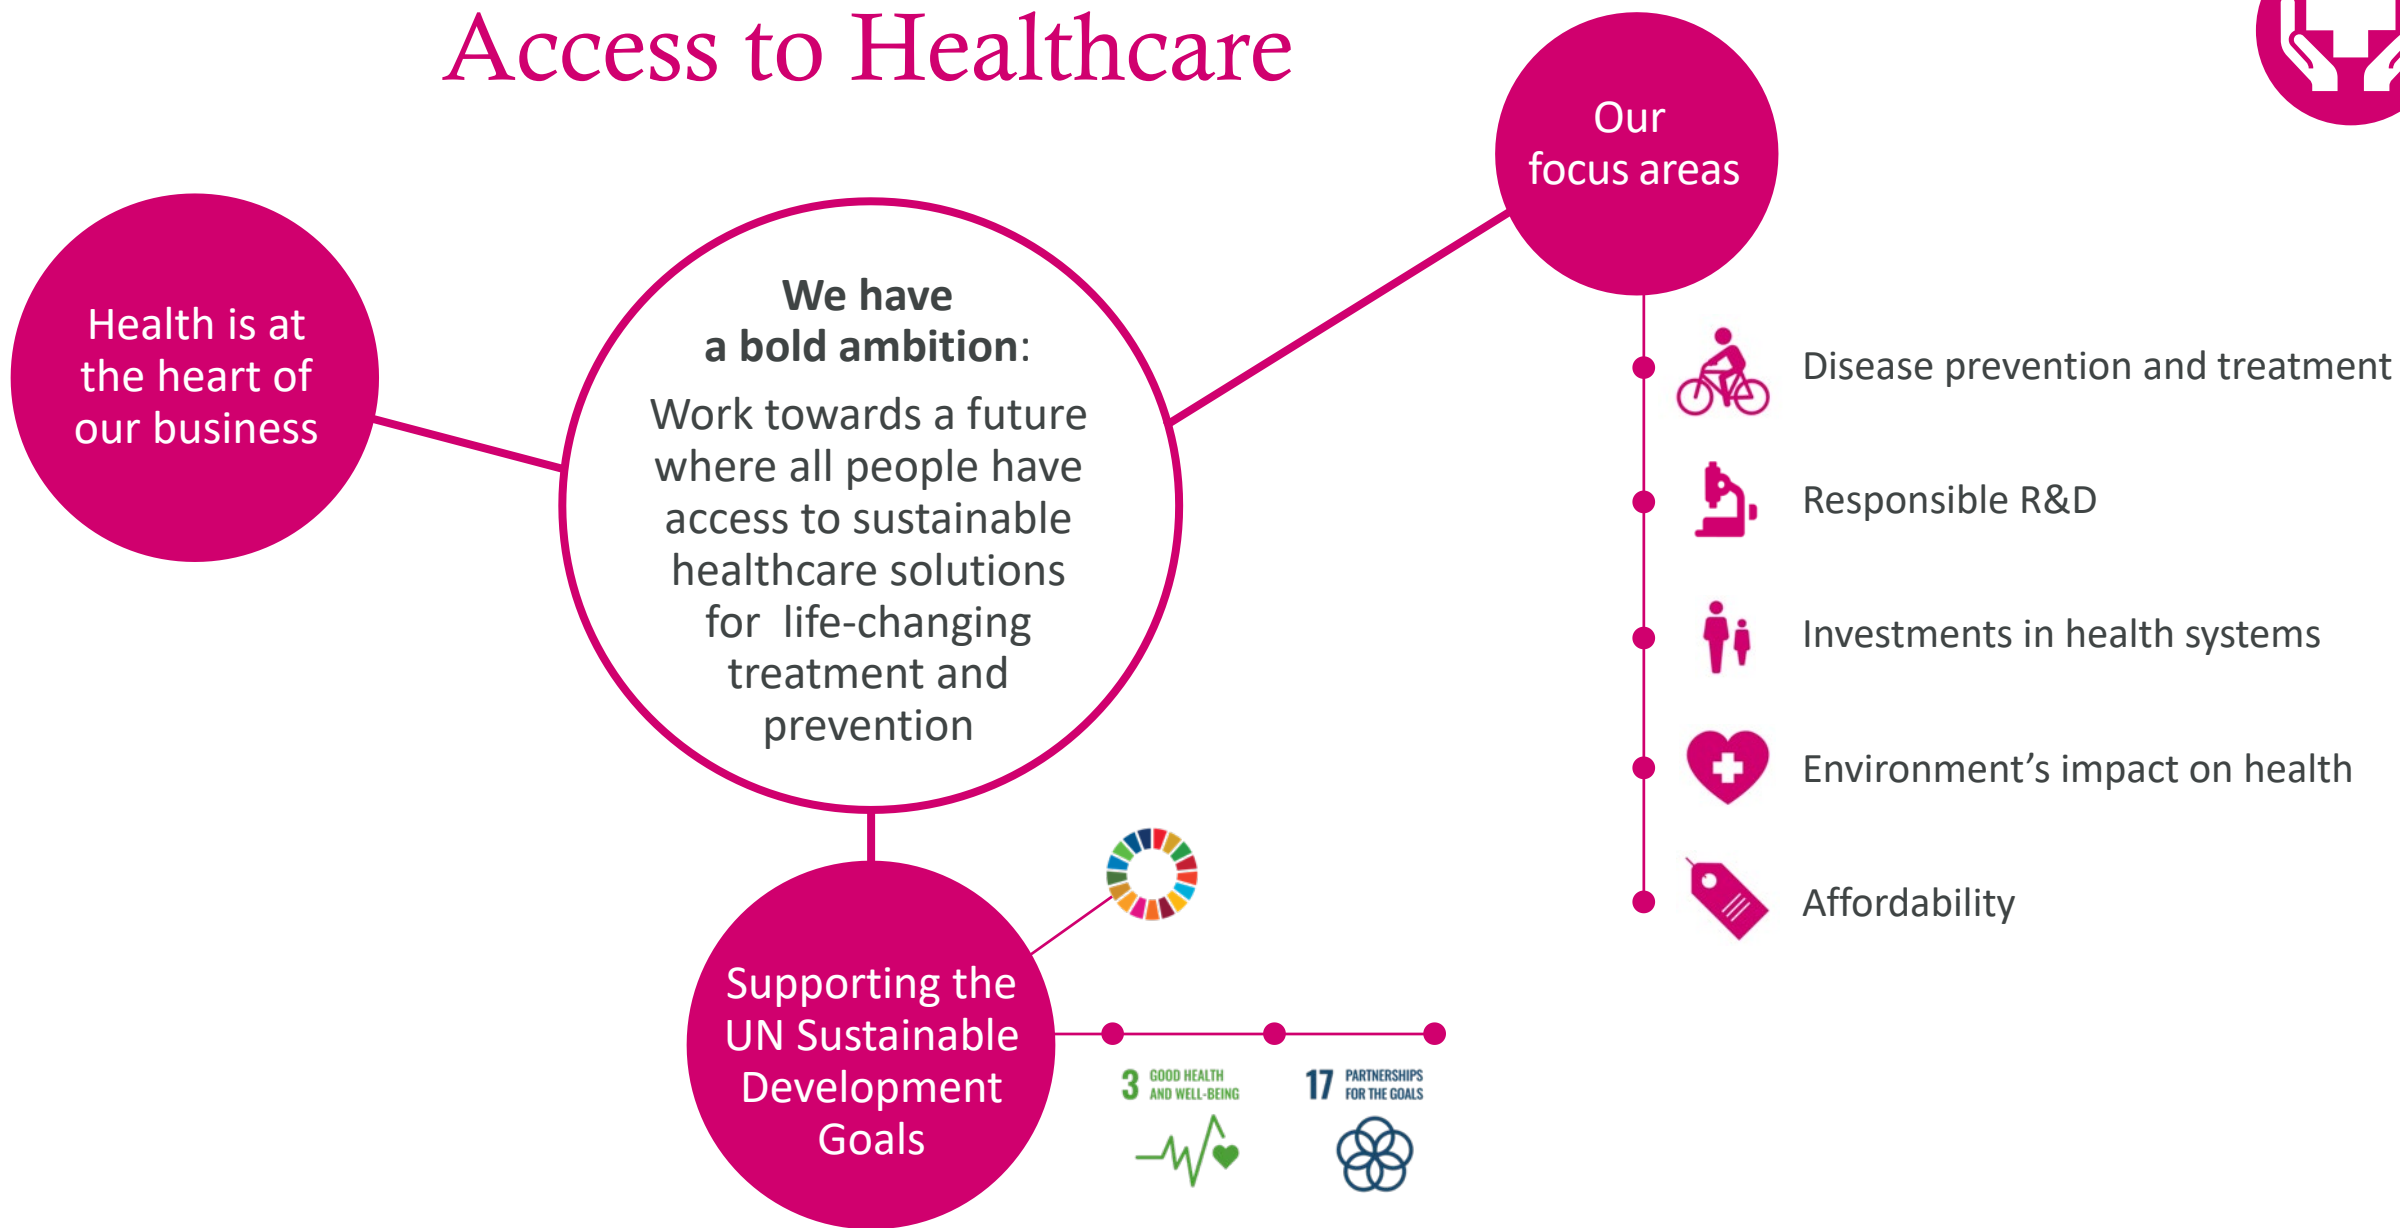 Access to Healthcare
Health is at
the heart of
our business
We have
a bold ambition:
Work towards a future
where all people have
access to sustainable
healthcare solutions
for life-changing
treatment and
prevention
Our
focus areas
Disease prevention and treatment
Responsible R&D
Investments in health systems
Environment’s impact on health
Affordability
Supporting the
UN Sustainable
Development
Goals
3 GOOD HEALTH
AND WELL-BEING
17 PARTNERSHIPS
FOR THE GOALS